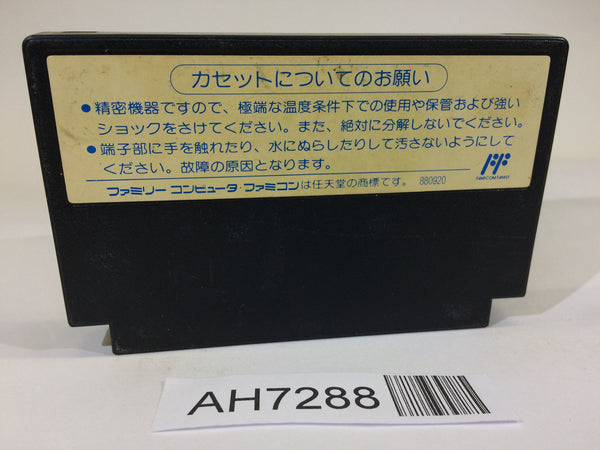 カセットについてのお願い
●精密機器ですので、極端な温度条件下での使用や保管および強い
ショックをさけてください。また、絶対に分解しないでください。
●端子部に手を触れたり、水にぬらしたりして汚さないようにして
ください。故障の原因となります。
ファミリー コンピュータ・ファミコンは任天堂の商標です。 880920
FAMICOM FAMILY
AH7288